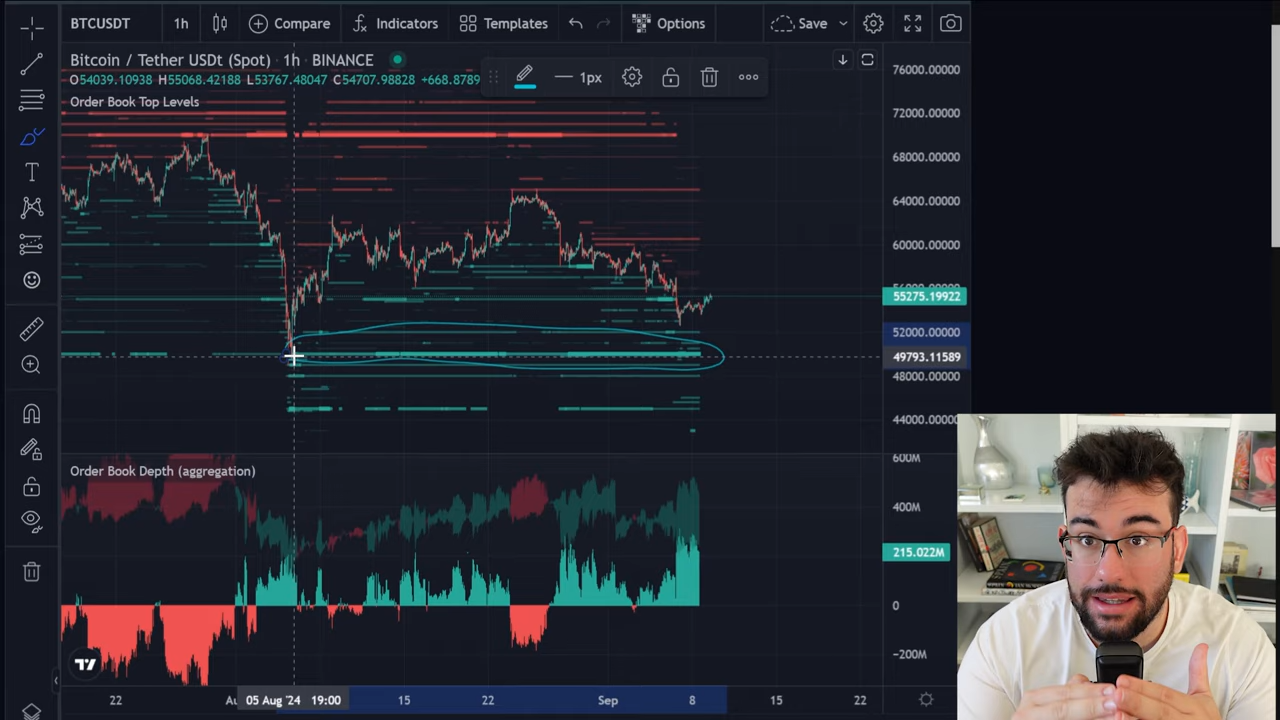 BTCUSDT 1h Compare Indicators Templates Options Save
Bitcoin / Tether USDt (Spot) · 1h · BINANCE
O54039.10938 H55068.42188 L53767.48047 C54707.98828 +668.8789
1px
Order Book Top Levels
76000.00000
72000.00000
68000.00000
64000.00000
60000.00000
56000.00000
55275.19922
52000.00000
49793.11589
48000.00000
44000.00000
Order Book Depth (aggregation)
600M
400M
215.022M
0
−200M
22 Au 05 Aug '24 19:00 15 22 Sep 8 15 22